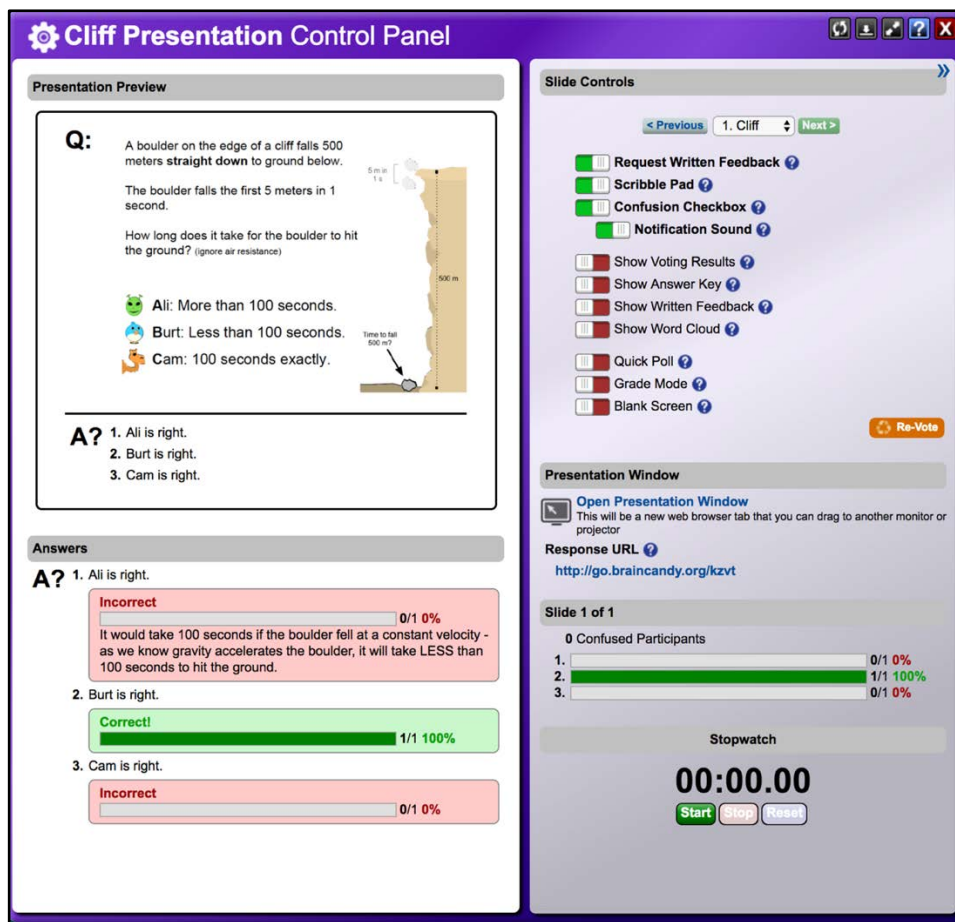 Cliff Presentation Control Panel
Presentation Preview
Q:
A boulder on the edge of a cliff falls 500
meters straight down to ground below.
The boulder falls the first 5 meters in 1
second.
How long does it take for the boulder to hit
the ground? (ignore air resistance)
5 m in
1 s
500 m
Ali: More than 100 seconds.
Burt: Less than 100 seconds.
Cam: 100 seconds exactly.
Time to fall
500 m?
A?
1. Ali is right.
2. Burt is right.
3. Cam is right.
Answers
A?
1. Ali is right.
Incorrect
0/1 0%
It would take 100 seconds if the boulder fell at a constant velocity -
as we know gravity accelerates the boulder, it will take LESS than
100 seconds to hit the ground.
2. Burt is right.
Correct!
1/1 100%
3. Cam is right.
Incorrect
0/1 0%
? X
»
Slide Controls
< Previous 1. Cliff Next >
Request Written Feedback ?
Scribble Pad ?
Confusion Checkbox ?
Notification Sound ?
Show Voting Results ?
Show Answer Key ?
Show Written Feedback ?
Show Word Cloud ?
Quick Poll ?
Grade Mode ?
Blank Screen ?
Re-Vote
Presentation Window
Open Presentation Window
This will be a new web browser tab that you can drag to another monitor or
projector
Response URL ?
http://go.braincandy.org/kzvt
Slide 1 of 1
0 Confused Participants
1. 0/1 0%
2. 1/1 100%
3. 0/1 0%
Stopwatch
00:00.00
Start Stop Reset